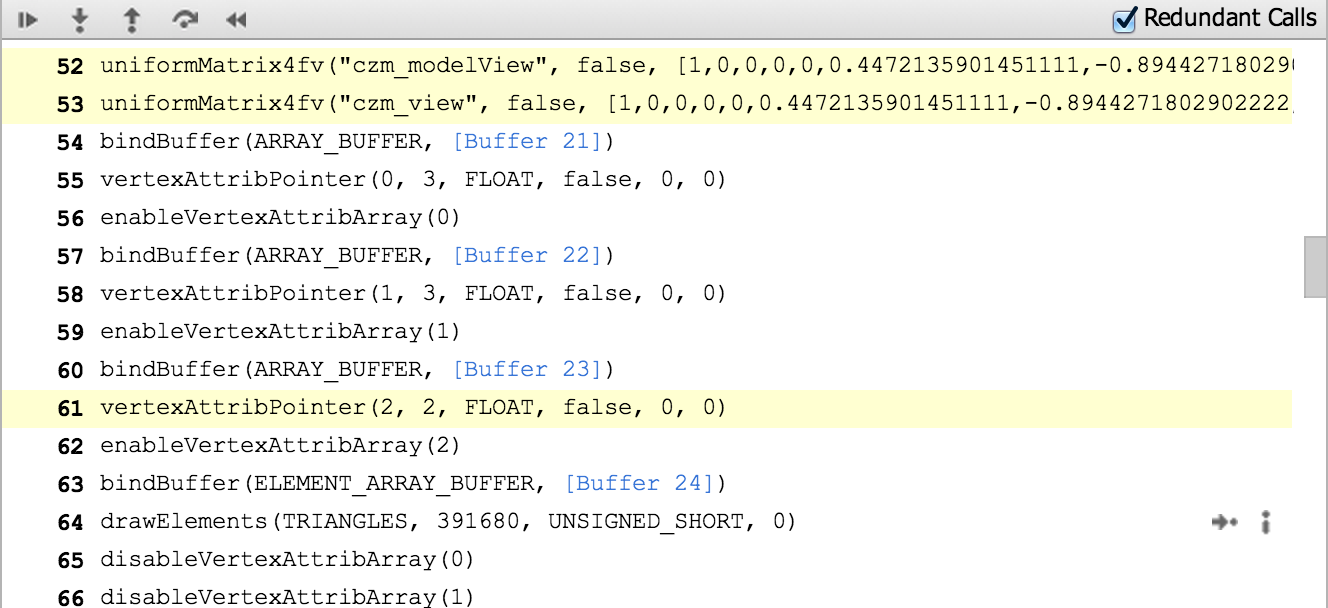 Redundant Calls
52 uniformMatrix4fv("czm_modelView", false, [1,0,0,0,0,0.4472135901451111,-0.894427180290
53 uniformMatrix4fv("czm_view", false, [1,0,0,0,0,0.4472135901451111,-0.8944271802902222,
54 bindBuffer(ARRAY_BUFFER, [Buffer 21])
55 vertexAttribPointer(0, 3, FLOAT, false, 0, 0)
56 enableVertexAttribArray(0)
57 bindBuffer(ARRAY_BUFFER, [Buffer 22])
58 vertexAttribPointer(1, 3, FLOAT, false, 0, 0)
59 enableVertexAttribArray(1)
60 bindBuffer(ARRAY_BUFFER, [Buffer 23])
61 vertexAttribPointer(2, 2, FLOAT, false, 0, 0)
62 enableVertexAttribArray(2)
63 bindBuffer(ELEMENT_ARRAY_BUFFER, [Buffer 24])
64 drawElements(TRIANGLES, 391680, UNSIGNED_SHORT, 0)
65 disableVertexAttribArray(0)
66 disableVertexAttribArray(1)